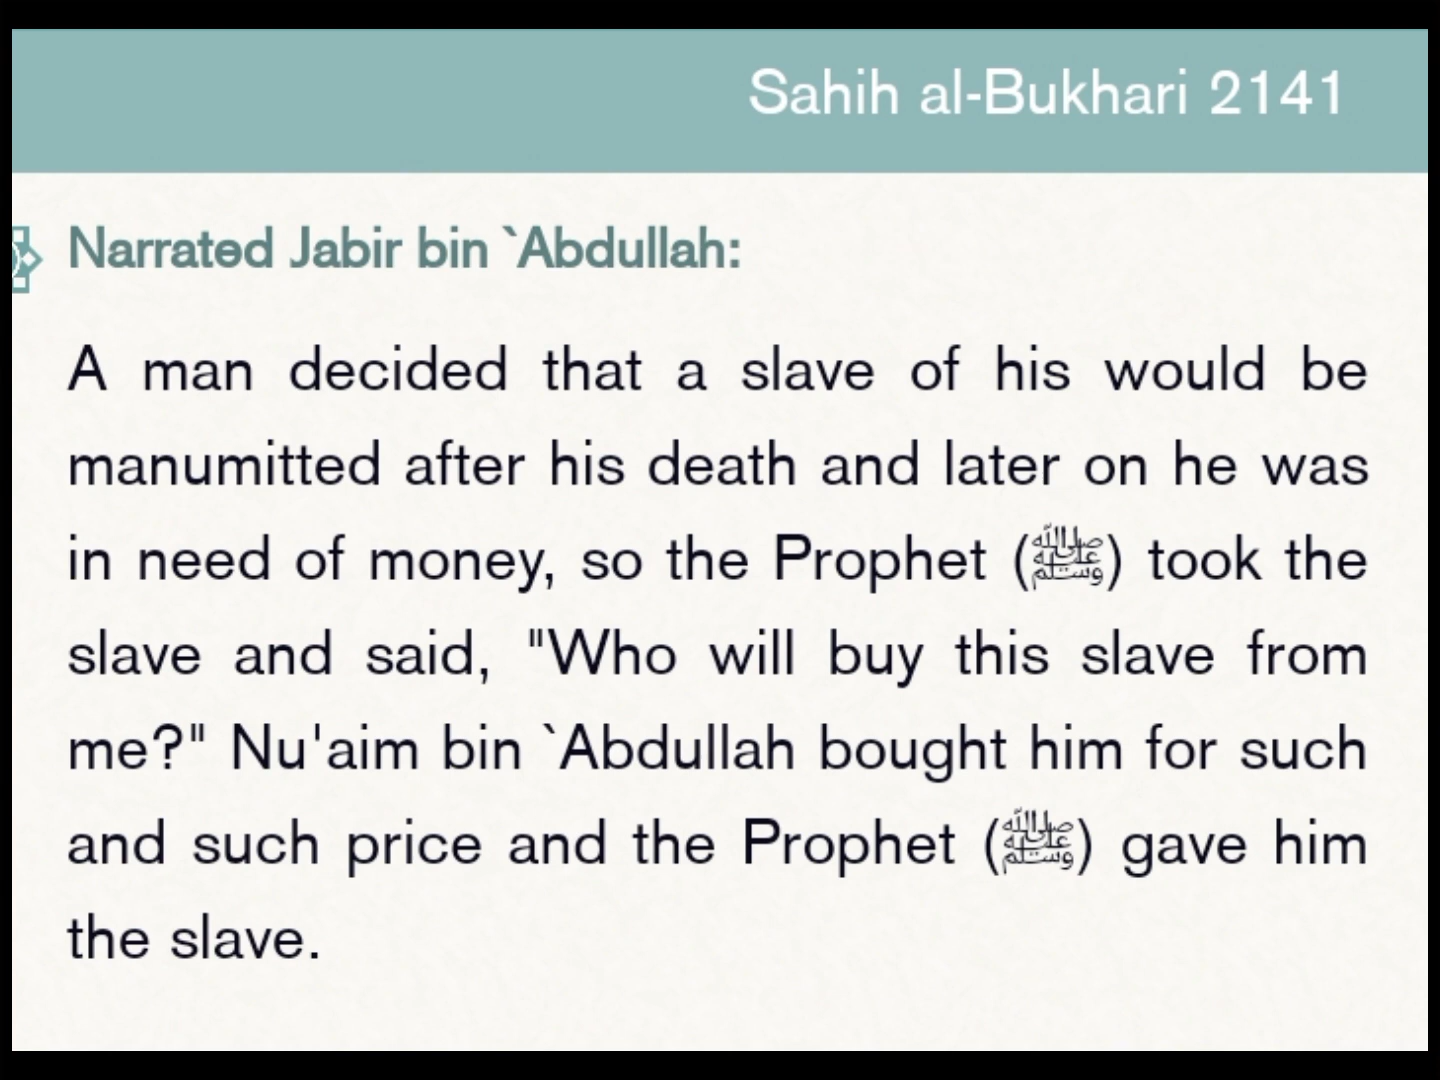 Sahih al-Bukhari 2141
Narrated Jabir bin `Abdullah:
A man decided that a slave of his would be
manumitted after his death and later on he was
in need of money, so the Prophet (ﷺ) took the
slave and said, "Who will buy this slave from
me?" Nu'aim bin `Abdullah bought him for such
and such price and the Prophet (ﷺ) gave him
the slave.